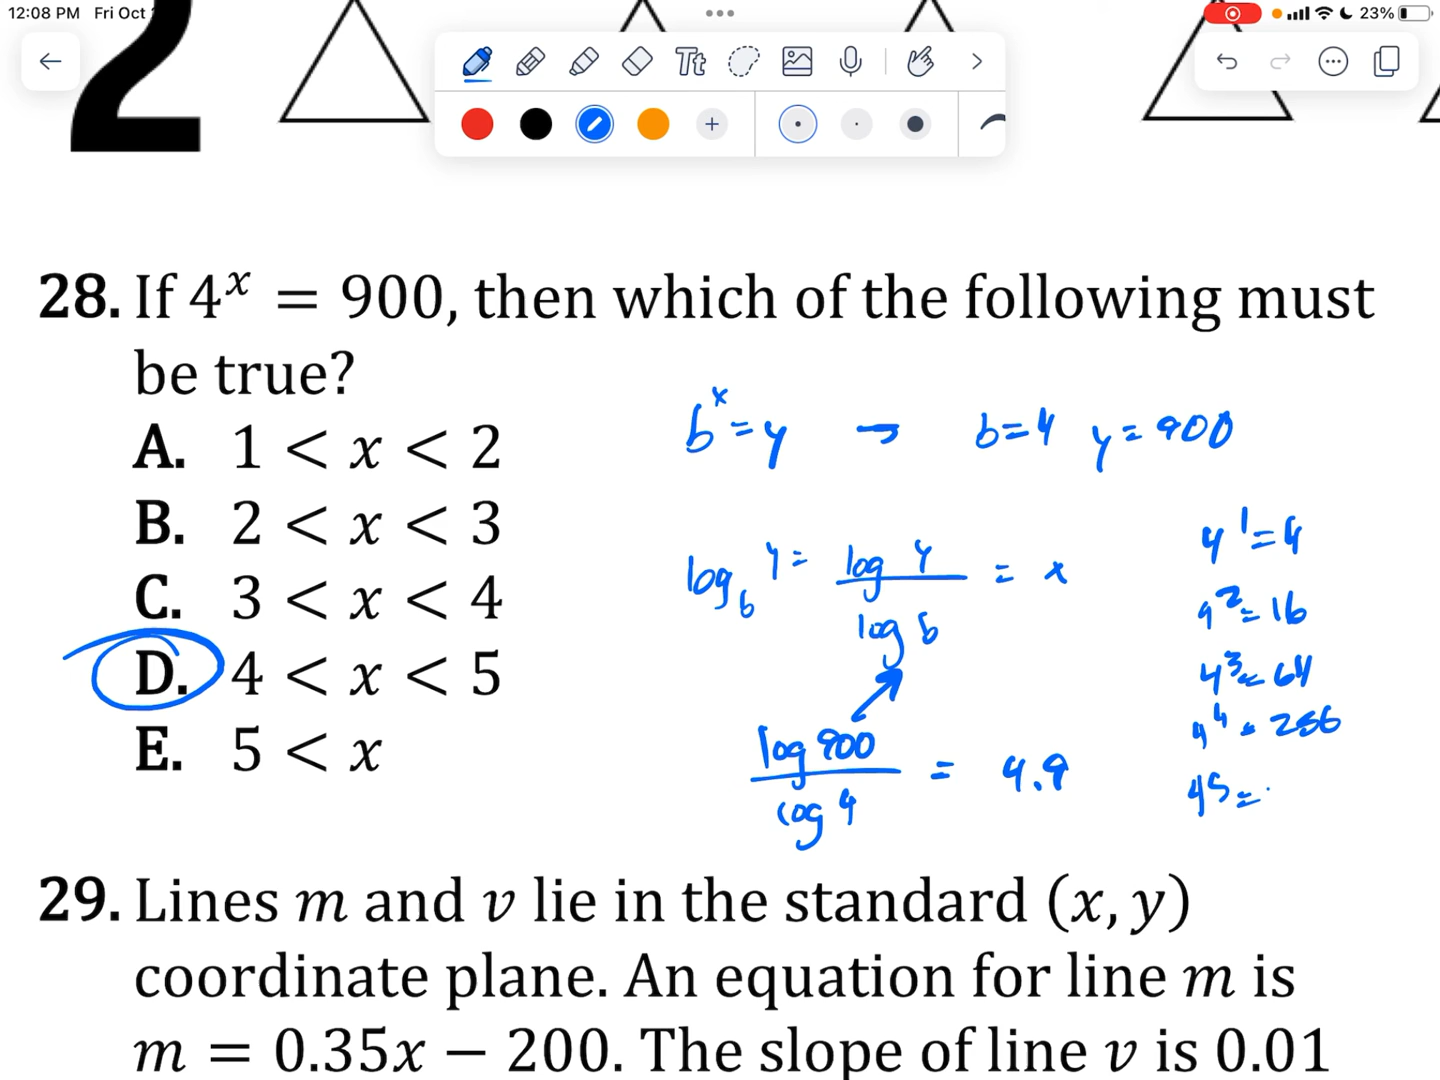 12:08 PM Fri Oct
23%
2
Tt
28. If 4^x = 900, then which of the following must
be true?
A. 1 < x < 2
B. 2 < x < 3
C. 3 < x < 4
D. 4 < x < 5
E. 5 < x
b^x = y → b=4 y=900
log_b y = log y / log b = x
log 900 / log 4 = 4.9
4^1 = 4
4^2 = 16
4^3 = 64
4^4 = 256
4^5 =
29. Lines m and v lie in the standard (x, y)
coordinate plane. An equation for line m is
m = 0.35x − 200. The slope of line v is 0.01